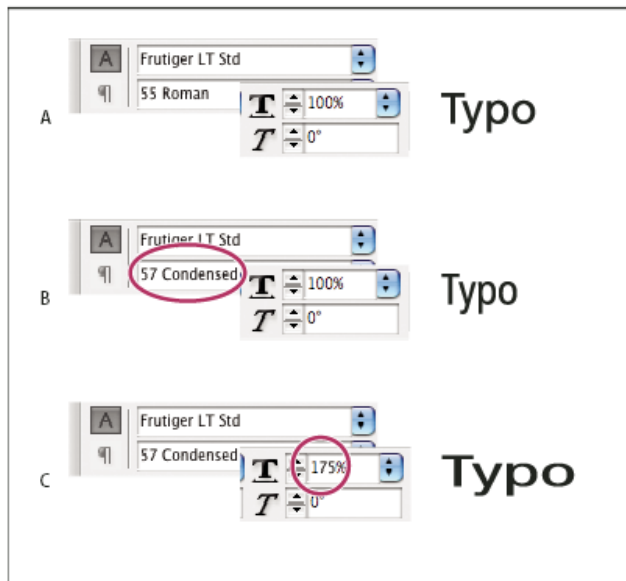 A Frutiger LT Std
¶ 55 Roman
T 100%
T 0°
A
Typo
A Frutiger LT Std
¶ 57 Condensed
T 100%
T 0°
B
Typo
A Frutiger LT Std
¶ 57 Condensed
T 175%
T 0°
C
Typo